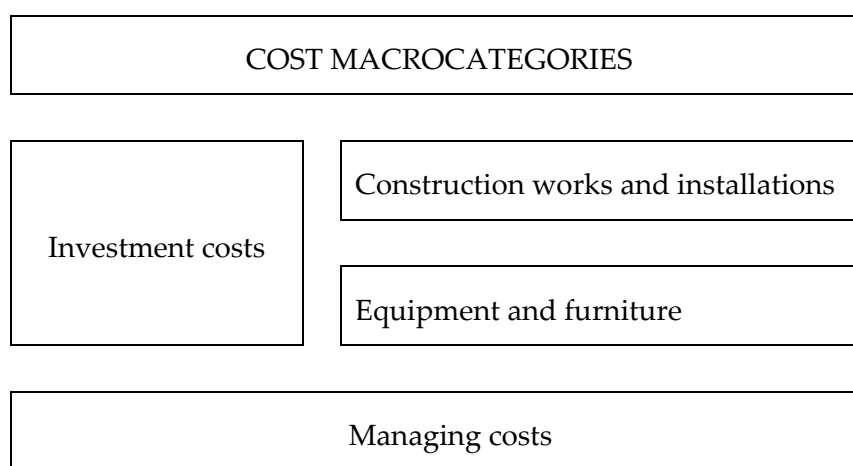 COST MACROCATEGORIES
Construction works and installations
Investment costs
Equipment and furniture
Managing costs